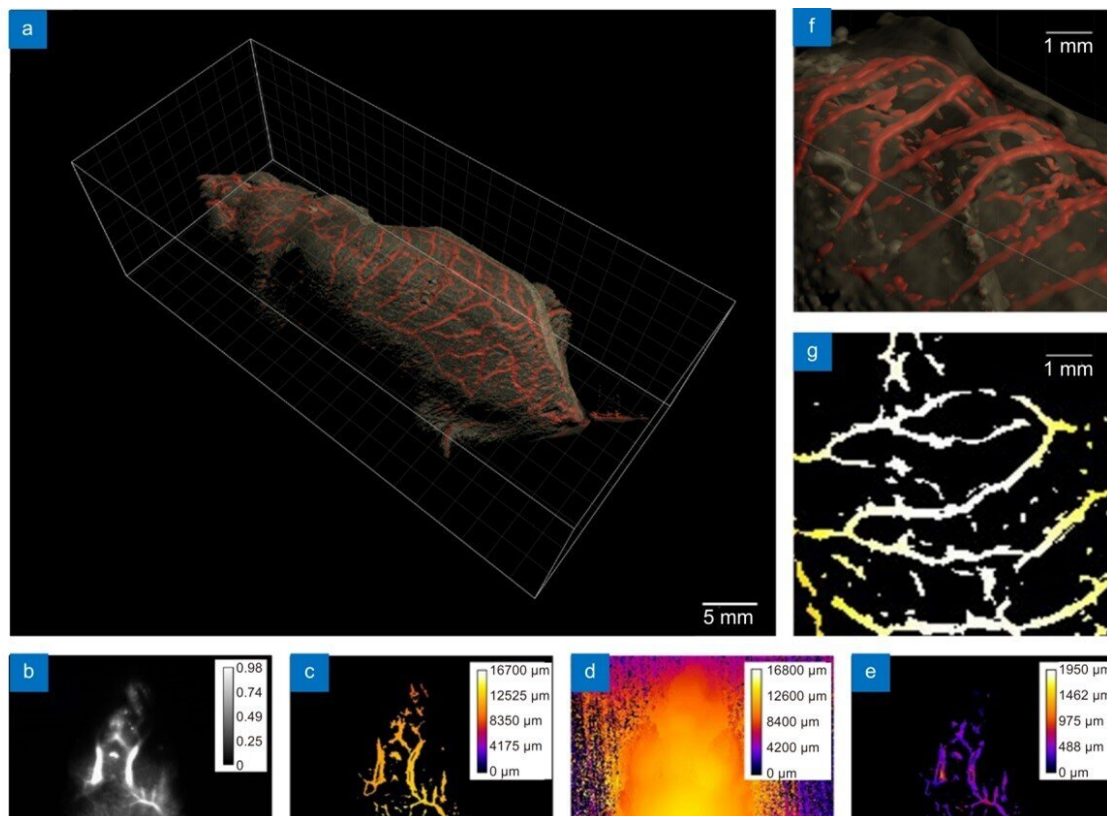 a
5 mm
f
1 mm
g
1 mm
b
0.98
0.74
0.49
0.25
0
c
16700 µm
12525 µm
8350 µm
4175 µm
0 µm
d
16800 µm
12600 µm
8400 µm
4200 µm
0 µm
e
1950 µm
1462 µm
975 µm
488 µm
0 µm